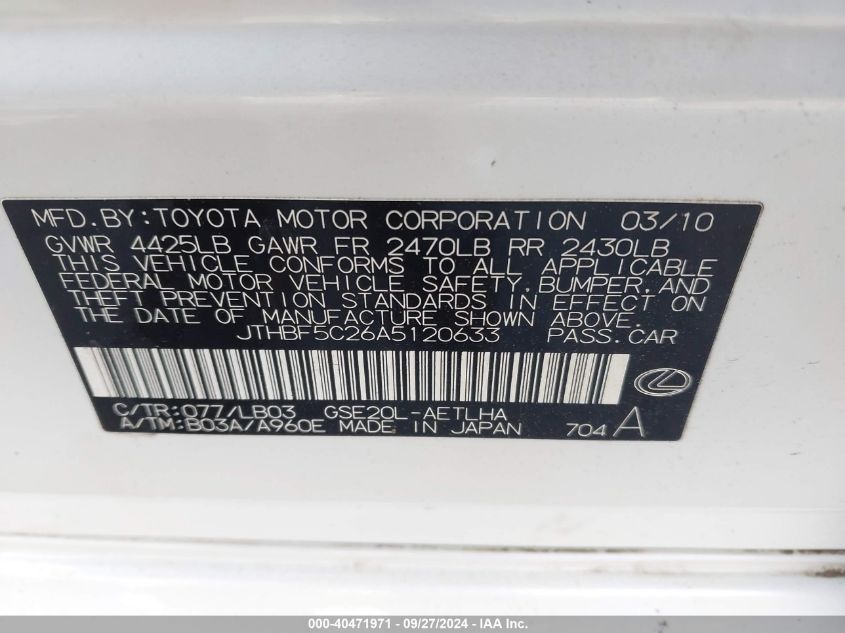 MFD.BY:TOYOTA MOTOR CORPORATION 03/10
GVWR 4425LB GAWR FR 2470LB RR 2430LB
THIS VEHICLE CONFORMS TO ALL APPLICABLE
FEDERAL MOTOR VEHICLE SAFETY,BUMPER,AND
THEFT PREVENTION STANDARDS IN EFFECT ON
THE DATE OF MANUFACTURE SHOWN ABOVE.
JTHBF5C26A5120633 PASS.CAR
C/TR:077/LB03 GSE20L-AETLHA
A/TM:B03A/A960E MADE IN JAPAN 704 A
000-40471971 - 09/27/2024 - IAA Inc.